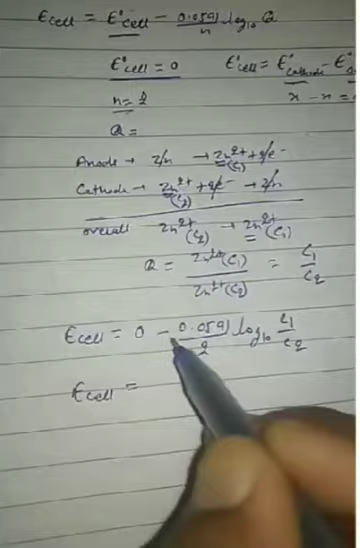 Ecell = E°cell − 0.0591/n log₁₀ Q
E°cell = 0 E°cell = E°cathode − E°
n = 2 x − x =
Q =
Anode → Zn → Zn²⁺ + 2e⁻
(C₁)
Cathode → Zn²⁺ + 2e⁻ → Zn
(C₂)
overall Zn²⁺ (C₂) → Zn²⁺ (C₁)
Q = Zn²⁺(C₁) / Zn²⁺(C₂) = C₁/C₂
Ecell = 0 − 0.0591/2 log₁₀ C₁/C₂
Ecell =